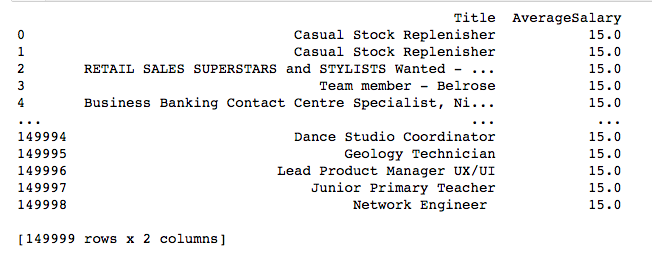 Title AverageSalary
0 Casual Stock Replenisher 15.0
1 Casual Stock Replenisher 15.0
2 RETAIL SALES SUPERSTARS and STYLISTS Wanted - ... 15.0
3 Team member - Belrose 15.0
4 Business Banking Contact Centre Specialist, Ni... 15.0
... ... ...
149994 Dance Studio Coordinator 15.0
149995 Geology Technician 15.0
149996 Lead Product Manager UX/UI 15.0
149997 Junior Primary Teacher 15.0
149998 Network Engineer 15.0
[149999 rows x 2 columns]